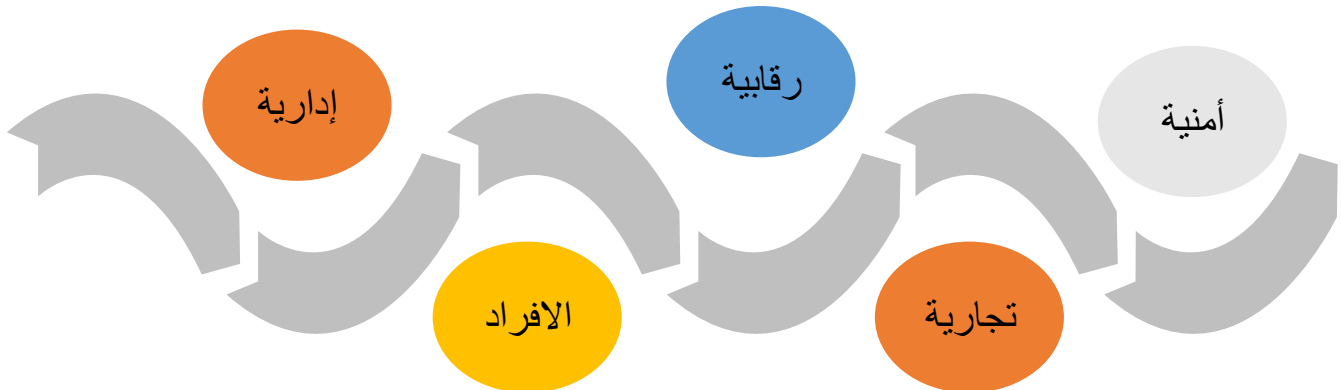 أمنية
تجارية
رقابية
الافراد
إدارية